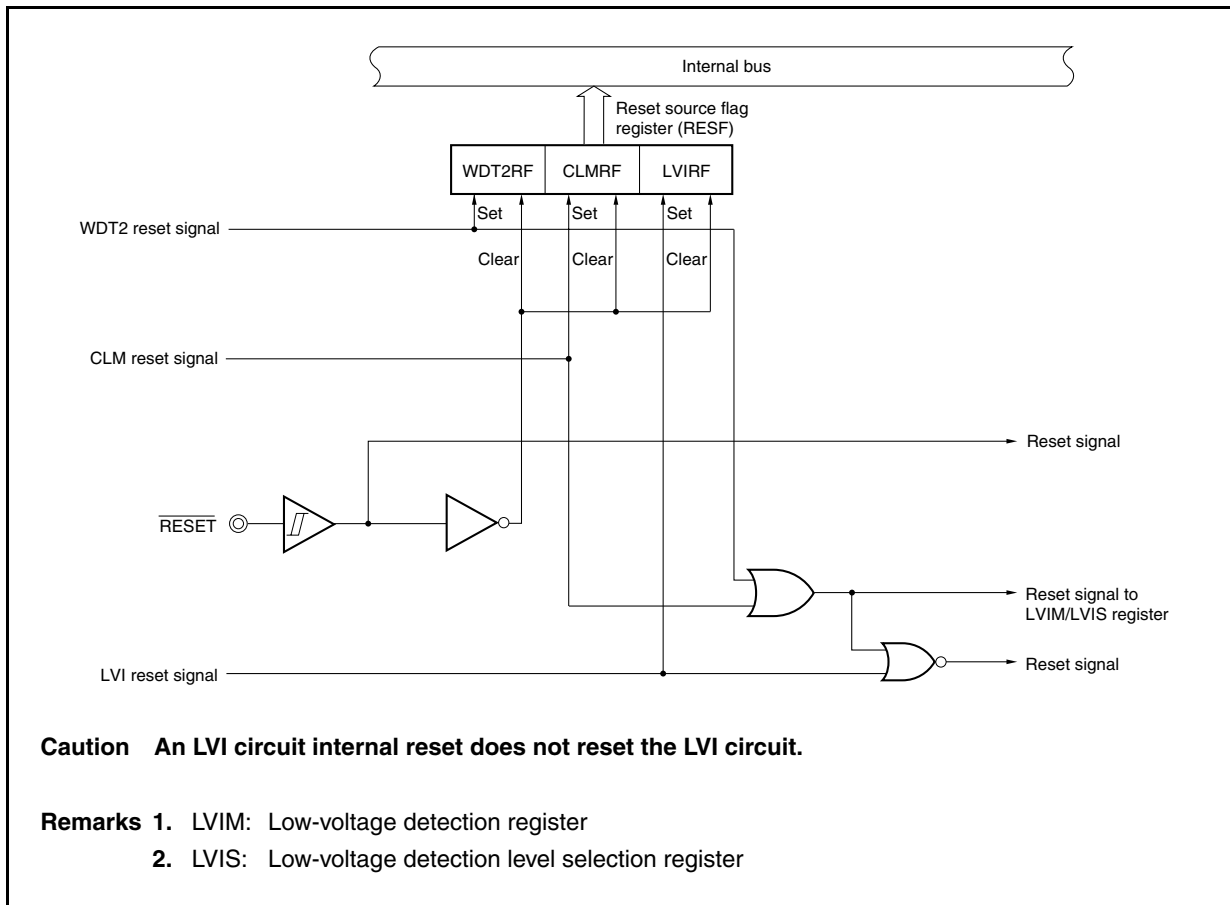 Internal bus
Reset source flag
register (RESF)
WDT2RF CLMRF LVIRF
Set Set Set
WDT2 reset signal
Clear Clear Clear
CLM reset signal
Reset signal
RESET
Reset signal to
LVIM/LVIS register
Reset signal
LVI reset signal
Caution An LVI circuit internal reset does not reset the LVI circuit.
Remarks 1. LVIM: Low-voltage detection register
2. LVIS: Low-voltage detection level selection register